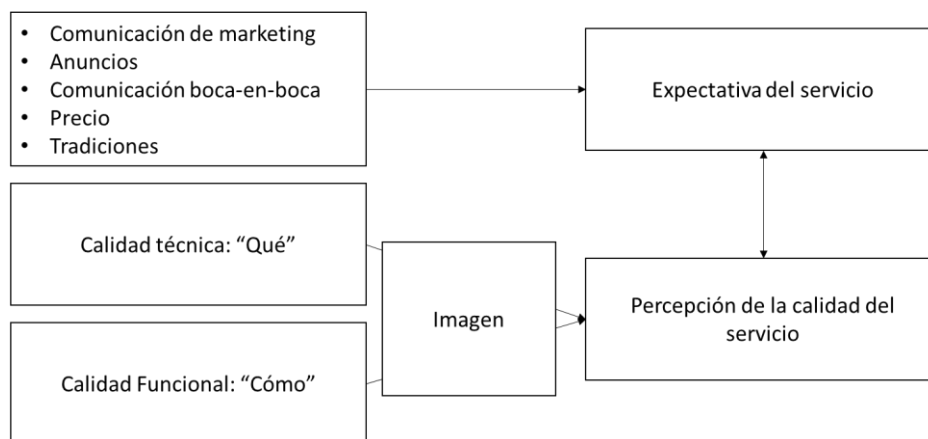 • Comunicación de marketing
• Anuncios
• Comunicación boca-en-boca
• Precio
• Tradiciones
Expectativa del servicio
Calidad técnica: “Qué”
Imagen
Percepción de la calidad del
servicio
Calidad Funcional: “Cómo”